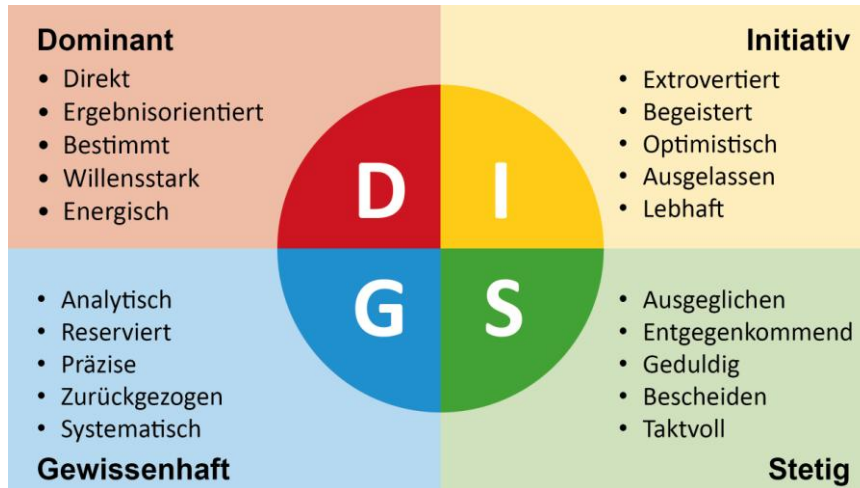 Dominant
• Direkt
• Ergebnisorientiert
• Bestimmt
• Willensstark
• Energisch
Initiativ
• Extrovertiert
• Begeistert
• Optimistisch
• Ausgelassen
• Lebhaft
D
I
G
S
• Analytisch
• Reserviert
• Präzise
• Zurückgezogen
• Systematisch
Gewissenhaft
• Ausgeglichen
• Entgegenkommend
• Geduldig
• Bescheiden
• Taktvoll
Stetig